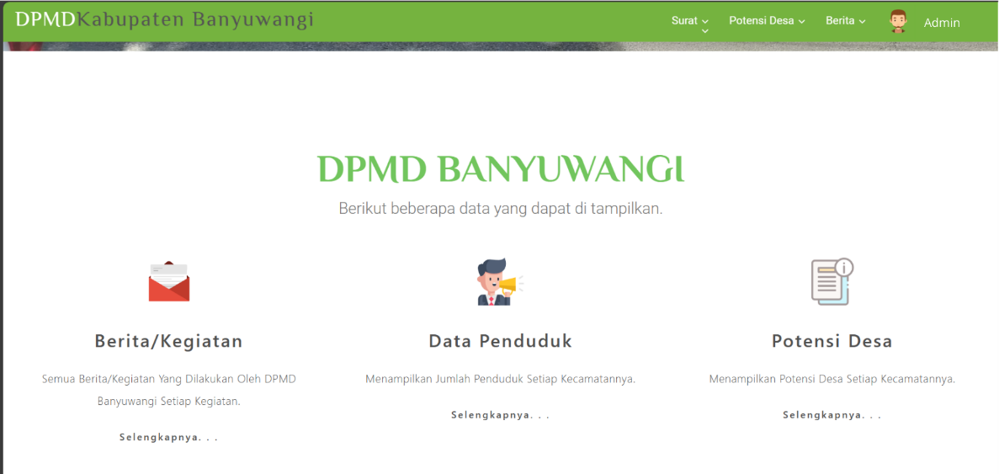 DPMDKabupaten Banyuwangi
Surat
Potensi Desa
Berita
Admin
DPMD BANYUWANGI
Berikut beberapa data yang dapat di tampilkan.
Berita/Kegiatan
Semua Berita/Kegiatan Yang Dilakukan Oleh DPMD
Banyuwangi Setiap Kegiatan.
Selengkapnya. . .
Data Penduduk
Menampilkan Jumlah Penduduk Setiap Kecamatannya.
Selengkapnya. . .
Potensi Desa
Menampilkan Potensi Desa Setiap Kecamatannya.
Selengkapnya. . .